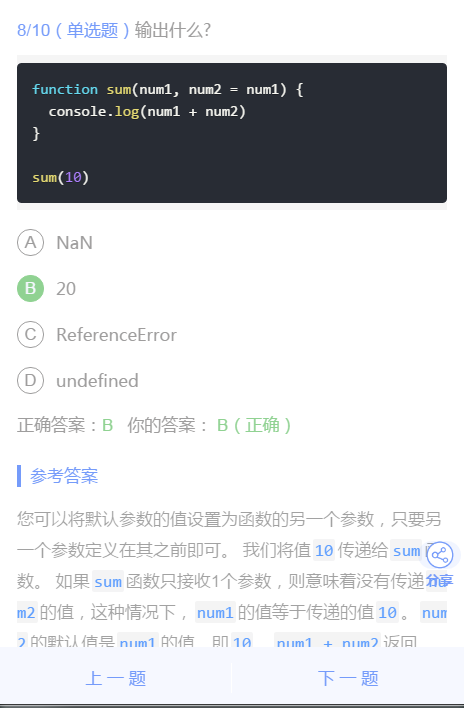 8/10（单选题）输出什么?
function sum(num1, num2 = num1) {
  console.log(num1 + num2)
}
sum(10)
A NaN
B 20
C ReferenceError
D undefined
正确答案：B 你的答案： B（正确）
参考答案
您可以将默认参数的值设置为函数的另一个参数，只要另
一个参数定义在其之前即可。 我们将值 10 传递给 sum 函
数。 如果 sum 函数只接收1个参数，则意味着没有传递 nu
m2 的值，这种情况下， num1 的值等于传递的值 10 。 num
2 的默认值是 num1 的值，即 10 。 num1 + num2 返回
分享
上一题 下一题